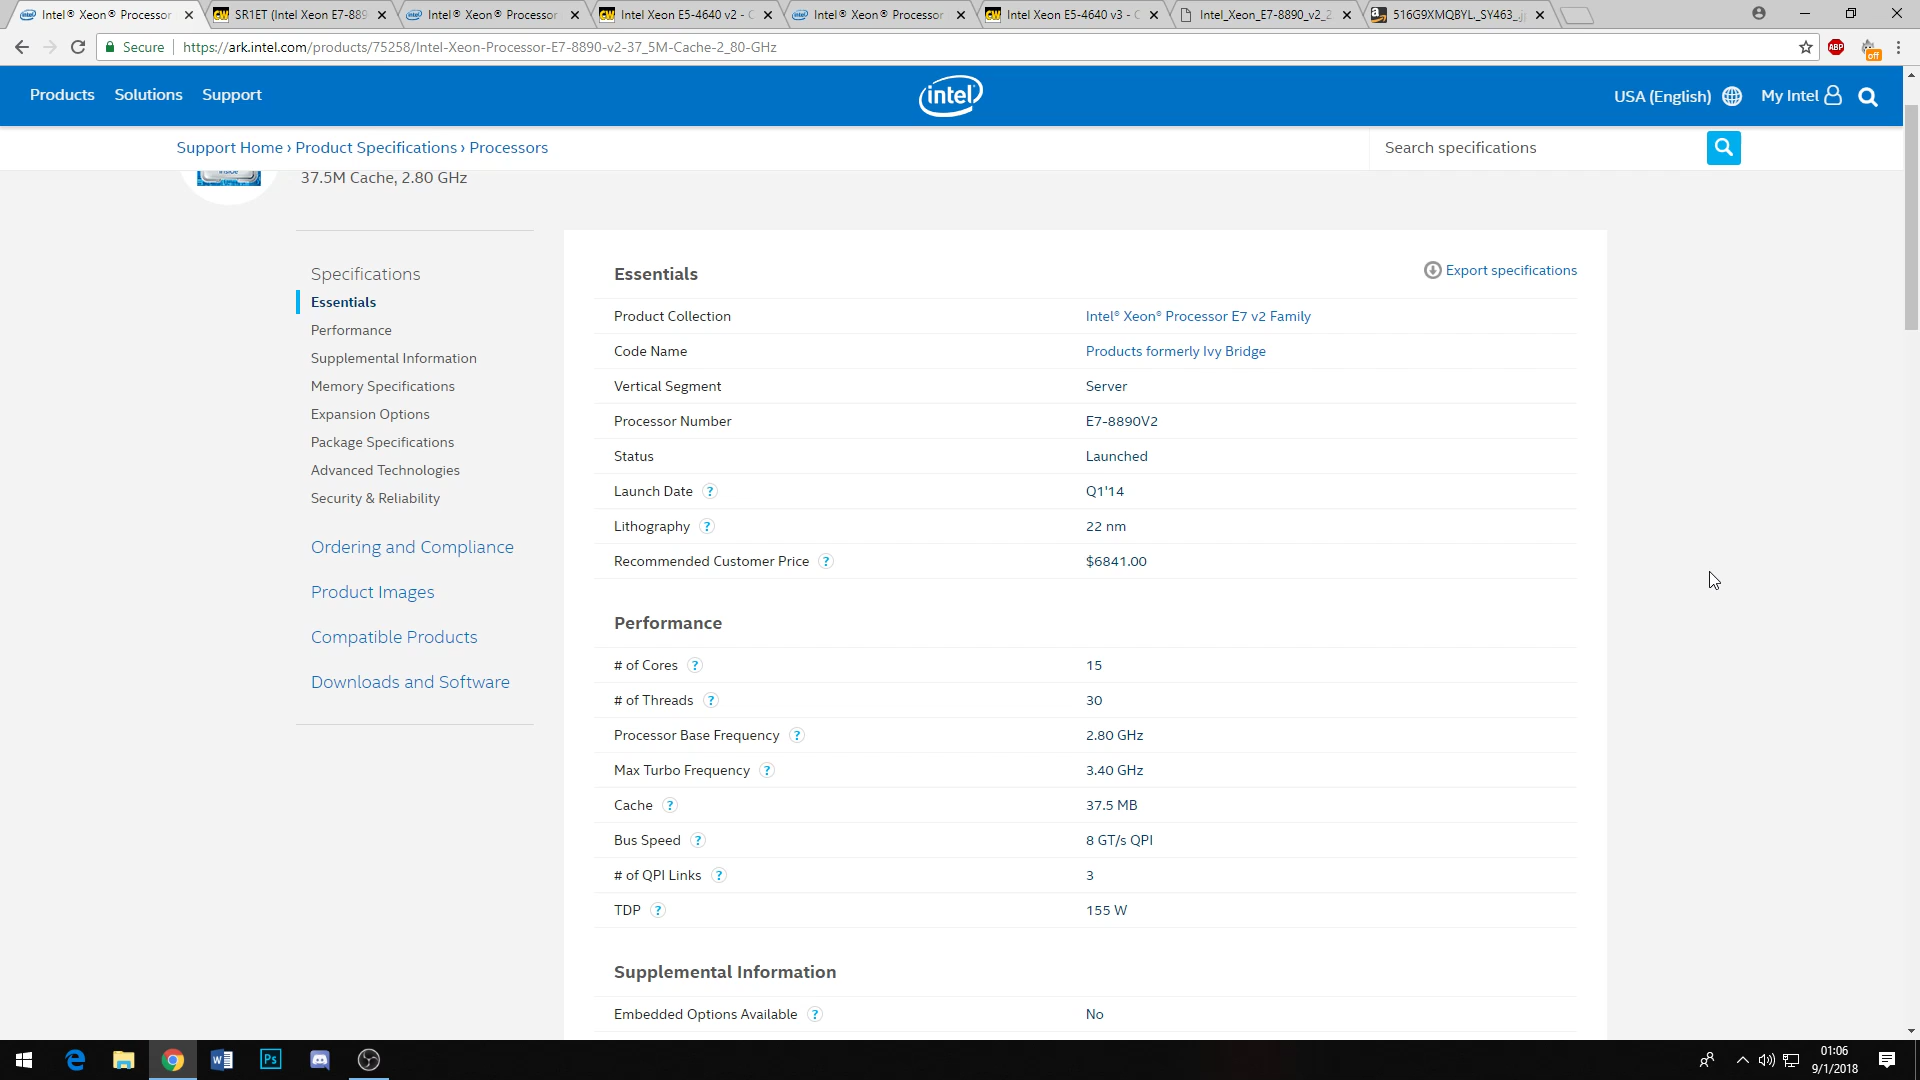 Intel® Xeon® Processor
SR1ET (Intel Xeon E7-889
Intel® Xeon® Processor
Intel Xeon E5-4640 v2 - C
Intel® Xeon® Processor
Intel Xeon E5-4640 v3 - C
Intel_Xeon_E7-8890_v2_2
516G9XMQBYL._SY463_.j
Secure
https://ark.intel.com/products/75258/Intel-Xeon-Processor-E7-8890-v2-37_5M-Cache-2_80-GHz
ABP
off
Products
Solutions
Support
intel
USA (English)
My Intel
Support Home › Product Specifications › Processors
Search specifications
37.5M Cache, 2.80 GHz
Specifications
Essentials
Performance
Supplemental Information
Memory Specifications
Expansion Options
Package Specifications
Advanced Technologies
Security & Reliability
Ordering and Compliance
Product Images
Compatible Products
Downloads and Software
Essentials
Export specifications
Product Collection Intel® Xeon® Processor E7 v2 Family
Code Name Products formerly Ivy Bridge
Vertical Segment Server
Processor Number E7-8890V2
Status Launched
Launch Date ? Q1'14
Lithography ? 22 nm
Recommended Customer Price ? $6841.00
Performance
# of Cores ? 15
# of Threads ? 30
Processor Base Frequency ? 2.80 GHz
Max Turbo Frequency ? 3.40 GHz
Cache ? 37.5 MB
Bus Speed ? 8 GT/s QPI
# of QPI Links ? 3
TDP ? 155 W
Supplemental Information
Embedded Options Available ? No
Ps
01:06
9/1/2018